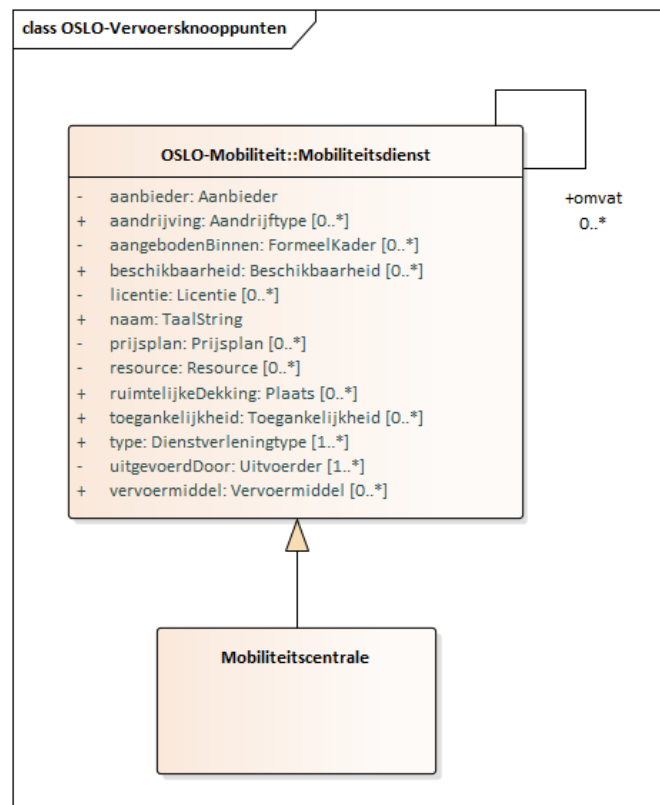 class OSLO-Vervoersknooppunten
OSLO-Mobiliteit::Mobiliteitsdienst
- aanbieder: Aanbieder
+ aandrijving: Aandrijftype [0..*]
- aangebodenBinnen: FormeelKader [0..*]
+ beschikbaarheid: Beschikbaarheid [0..*]
- licentie: Licentie [0..*]
+ naam: TaalString
- prijsplan: Prijsplan [0..*]
- resource: Resource [0..*]
+ ruimtelijkeDekking: Plaats [0..*]
+ toegankelijkheid: Toegankelijkheid [0..*]
+ type: Dienstverleningtype [1..*]
- uitgevoerdDoor: Uitvoerder [1..*]
+ vervoermiddel: Vervoermiddel [0..*]
+omvat
0..*
Mobiliteitscentrale